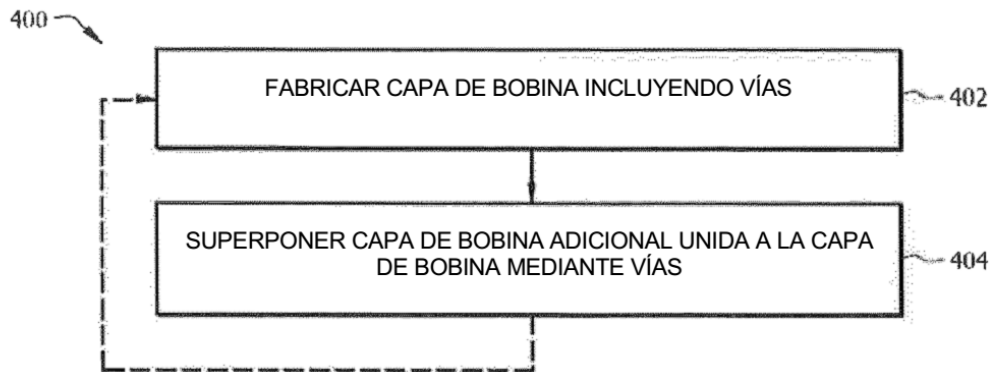 400
FABRICAR CAPA DE BOBINA INCLUYENDO VÍAS
402
SUPERPONER CAPA DE BOBINA ADICIONAL UNIDA A LA CAPA
DE BOBINA MEDIANTE VÍAS
404